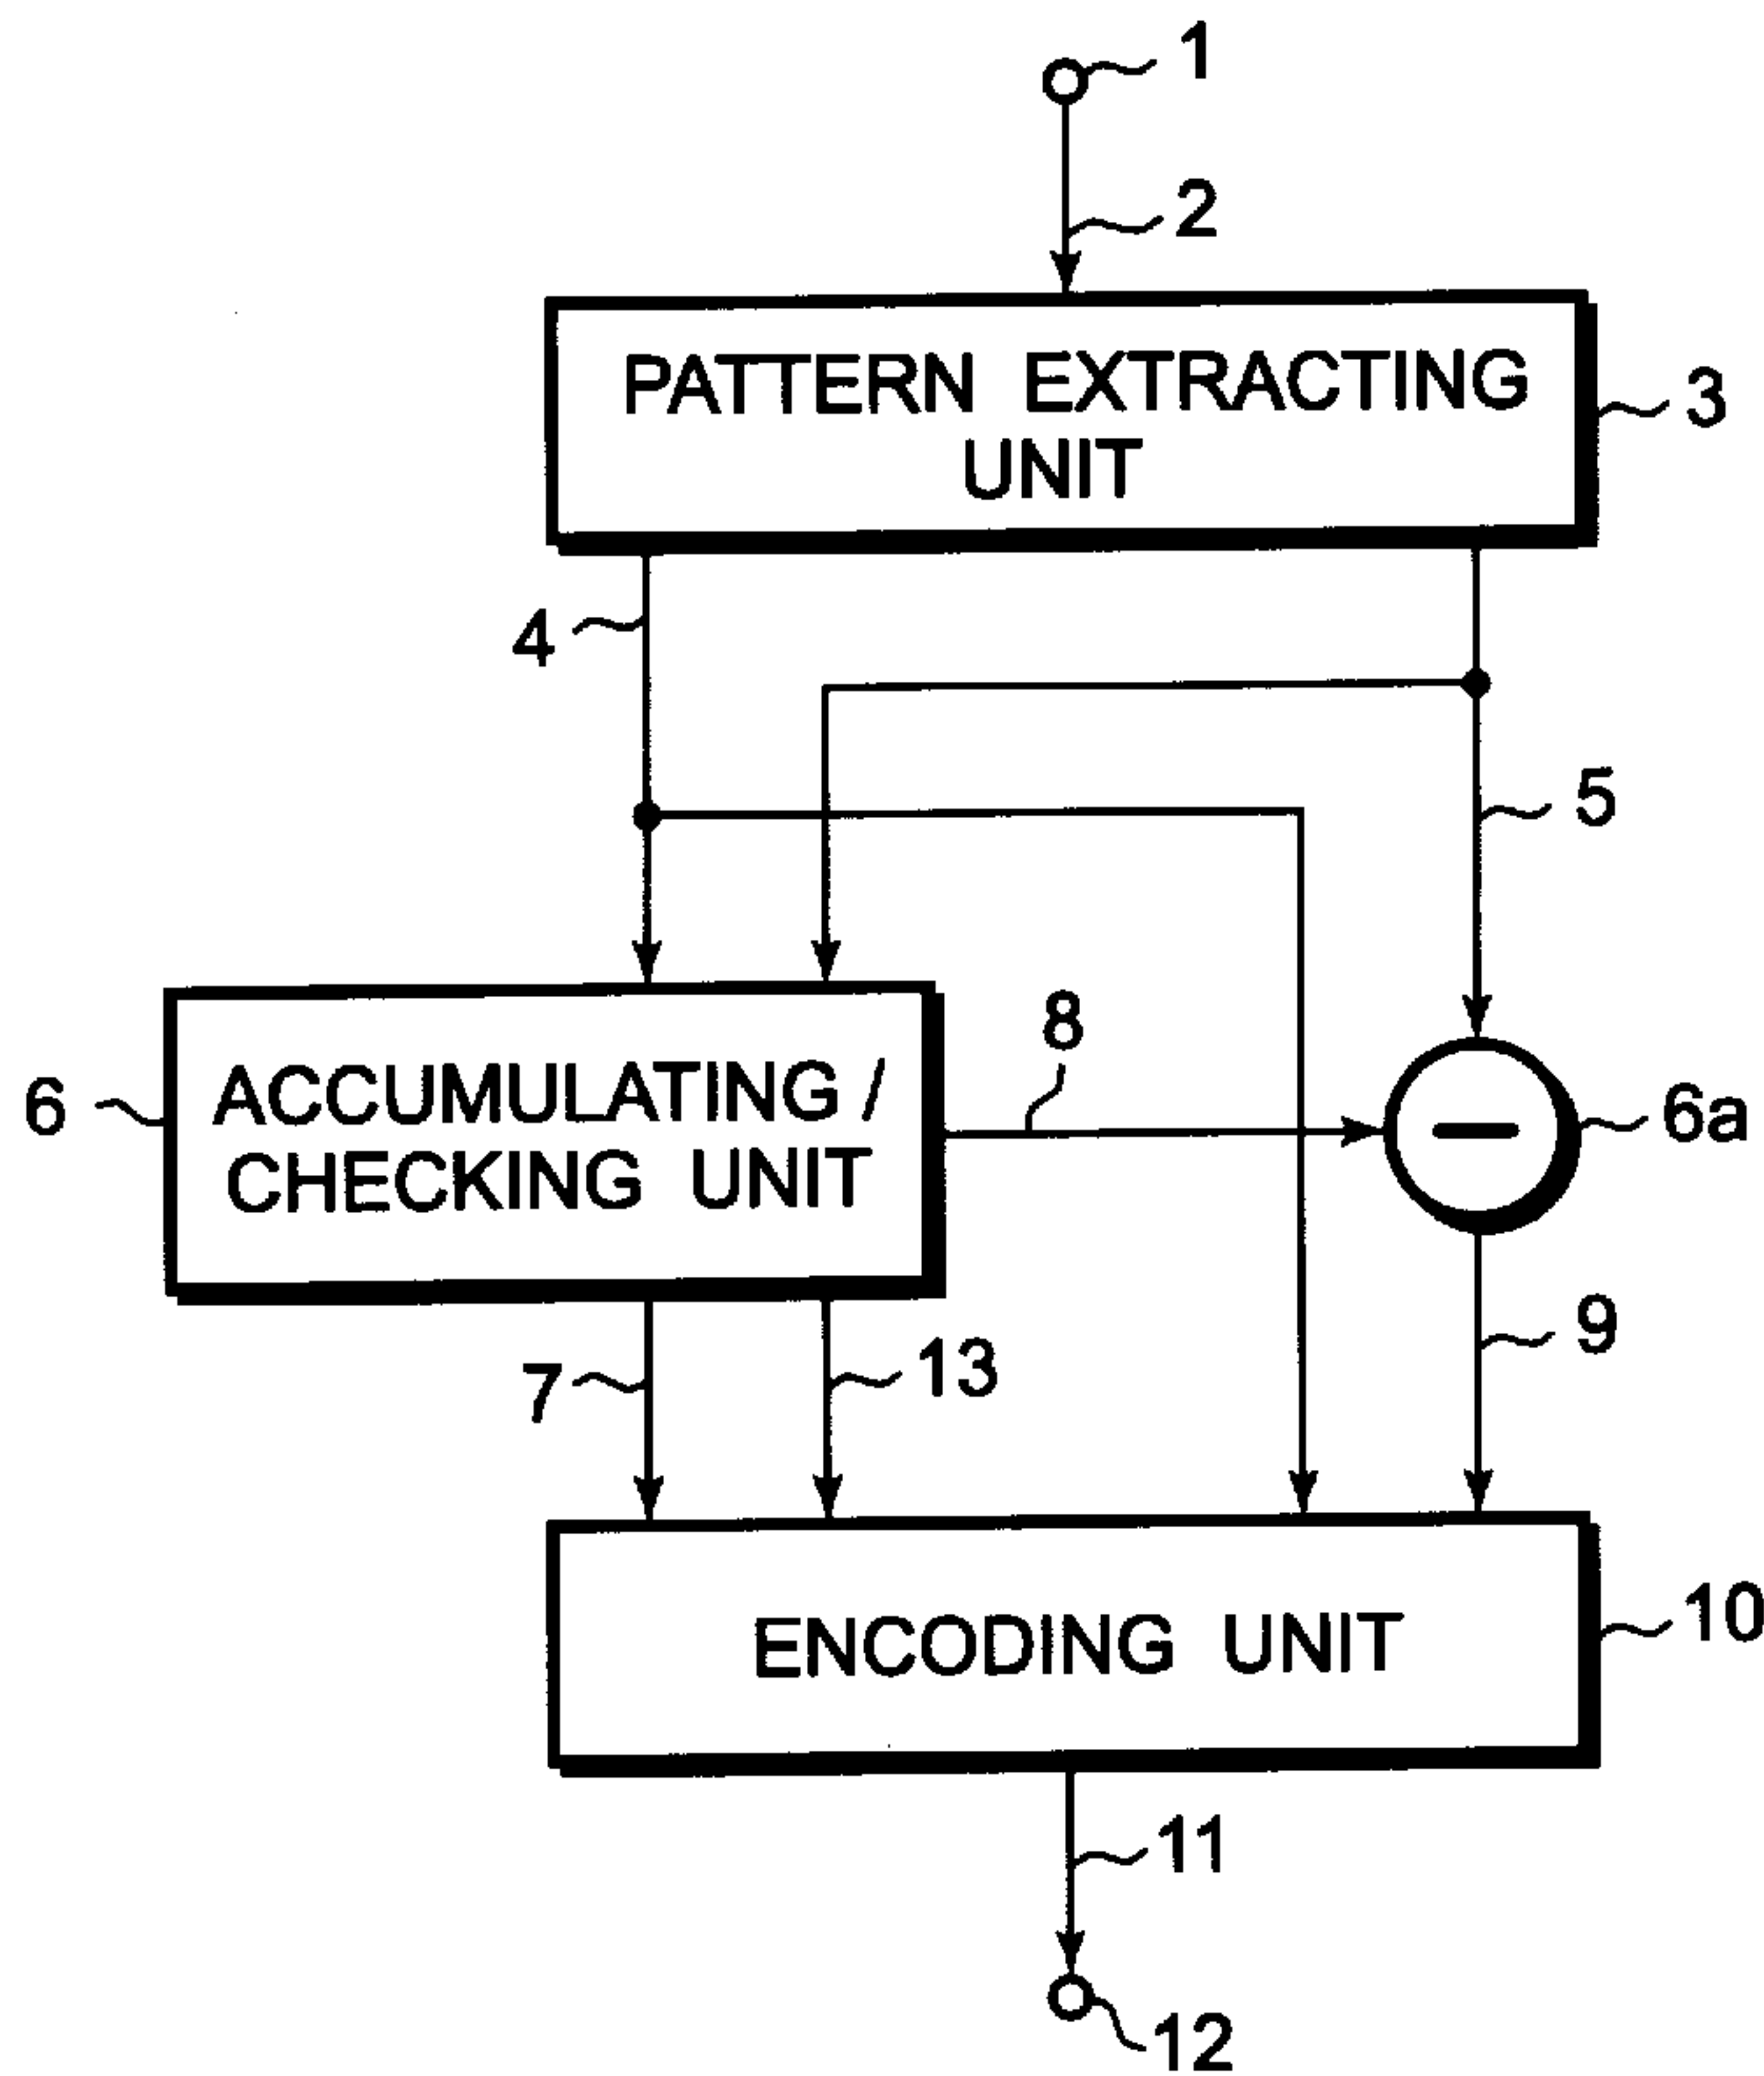 1
2
PATTERN EXTRACTING
UNIT
3
4
5
8
6
ACCUMULATING /
CHECKING UNIT
6a
7
13
9
ENCODING UNIT
10
11
12